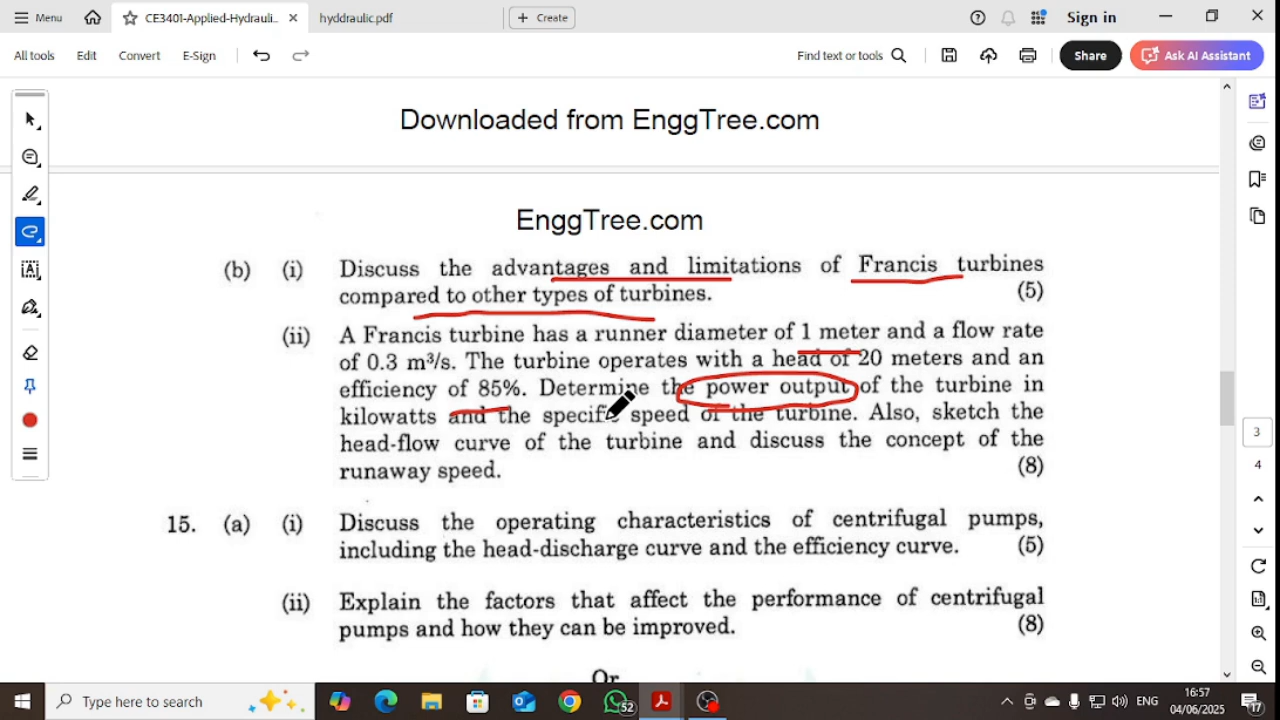 Menu
CE3401-Applied-Hydrauli...
hyddraulic.pdf
Create
Sign in
All tools
Edit
Convert
E-Sign
Find text or tools
Share
Ask AI Assistant
Downloaded from EnggTree.com
EnggTree.com
(b) (i) Discuss the advantages and limitations of Francis turbines
compared to other types of turbines. (5)
(ii) A Francis turbine has a runner diameter of 1 meter and a flow rate
of 0.3 m³/s. The turbine operates with a head of 20 meters and an
efficiency of 85%. Determine the power output of the turbine in
kilowatts and the specific speed of the turbine. Also, sketch the
head-flow curve of the turbine and discuss the concept of the
runaway speed. (8)
15. (a) (i) Discuss the operating characteristics of centrifugal pumps,
including the head-discharge curve and the efficiency curve. (5)
(ii) Explain the factors that affect the performance of centrifugal
pumps and how they can be improved. (8)
Or
3
4
Type here to search
52
ENG
16:57
04/06/2025
17